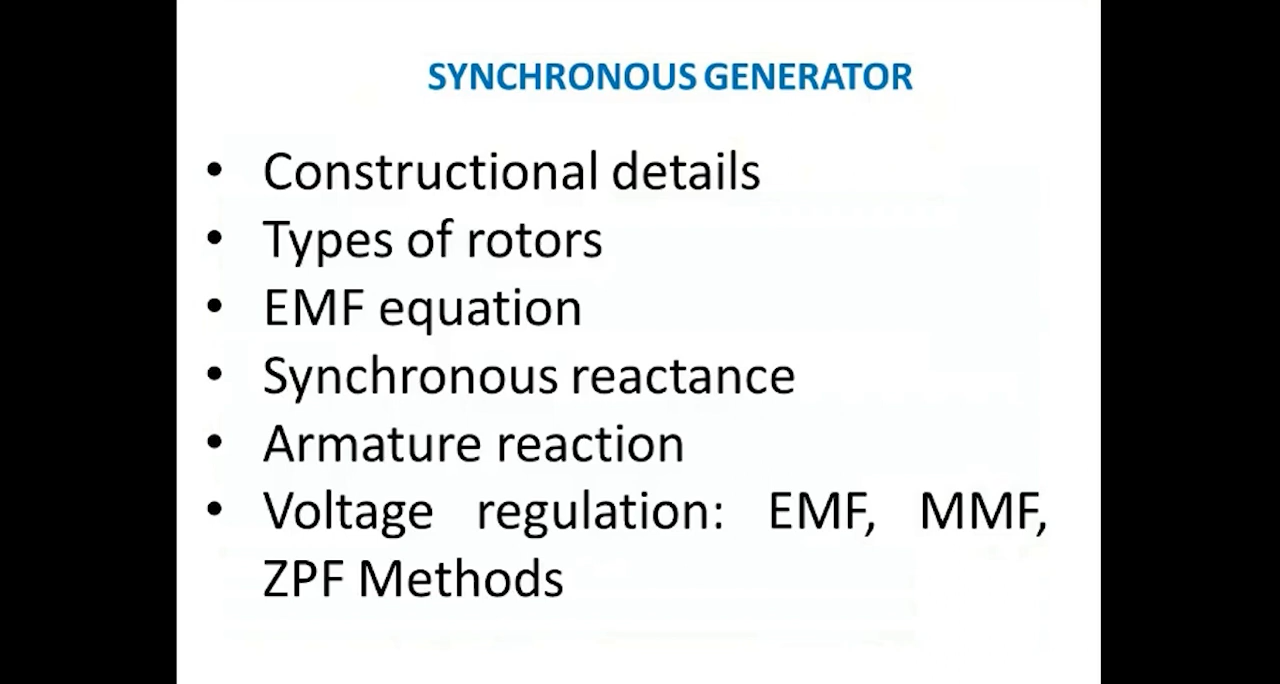 SYNCHRONOUS GENERATOR
• Constructional details
• Types of rotors
• EMF equation
• Synchronous reactance
• Armature reaction
• Voltage regulation: EMF, MMF,
ZPF Methods